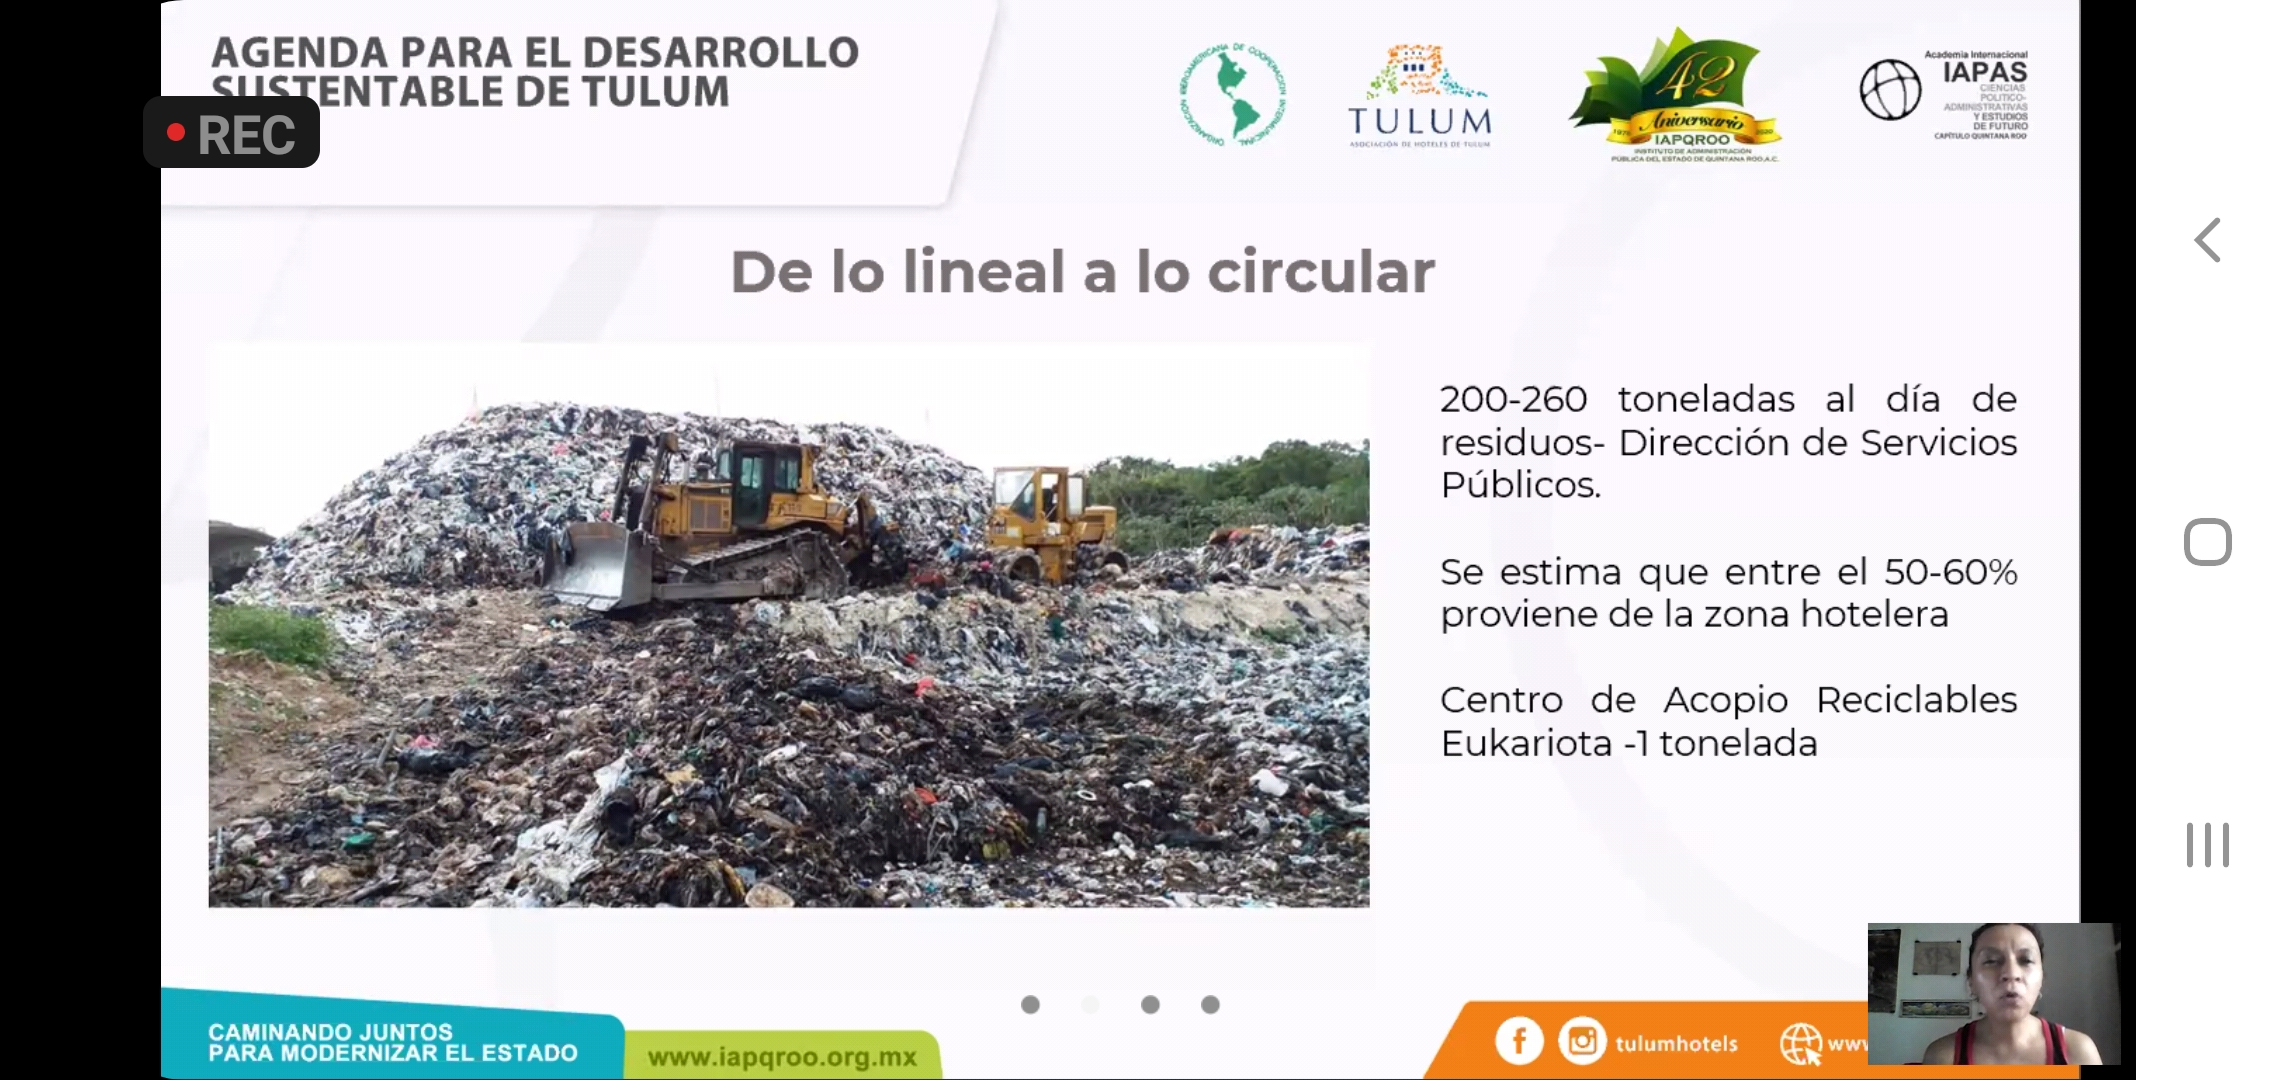 AGENDA PARA EL DESARROLLO
SUSTENTABLE DE TULUM
REC
ORGANIZACIÓN IBEROAMERICANA DE COOPERACIÓN INTERMUNICIPAL
TULUM
ASOCIACIÓN DE HOTELES DE TULUM
42
Aniversario
2020
IAPQROO
INSTITUTO DE ADMINISTRACIÓN
PÚBLICA DEL ESTADO DE QUINTANA ROO,A.C.
Academia Internacional
IAPAS
CIENCIAS
POLITICO-
ADMINISTRATIVAS
Y ESTUDIOS
DE FUTURO
CAPÍTULO QUINTANA ROO
De lo lineal a lo circular
200-260 toneladas al día de
residuos- Dirección de Servicios
Públicos.
Se estima que entre el 50-60%
proviene de la zona hotelera
Centro de Acopio Reciclables
Eukariota -1 tonelada
CAMINANDO JUNTOS
PARA MODERNIZAR EL ESTADO
www.iapqroo.org.mx
tulumhotels
www